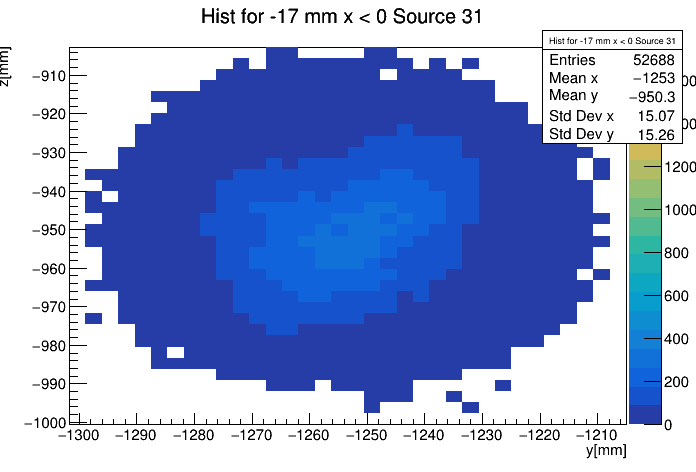 Hist for -17 mm x < 0 Source 31
z[mm]
Hist for -17 mm x < 0 Source 31
Entries 52688
Mean x −1253
Mean y −950.3
Std Dev x 15.07
Std Dev y 15.26
−910
−920
−930
−940
−950
−960
−970
−980
−990
−1000
−1300 −1290 −1280 −1270 −1260 −1250 −1240 −1230 −1220 −1210
y[mm]
1200
1000
800
600
400
200
0